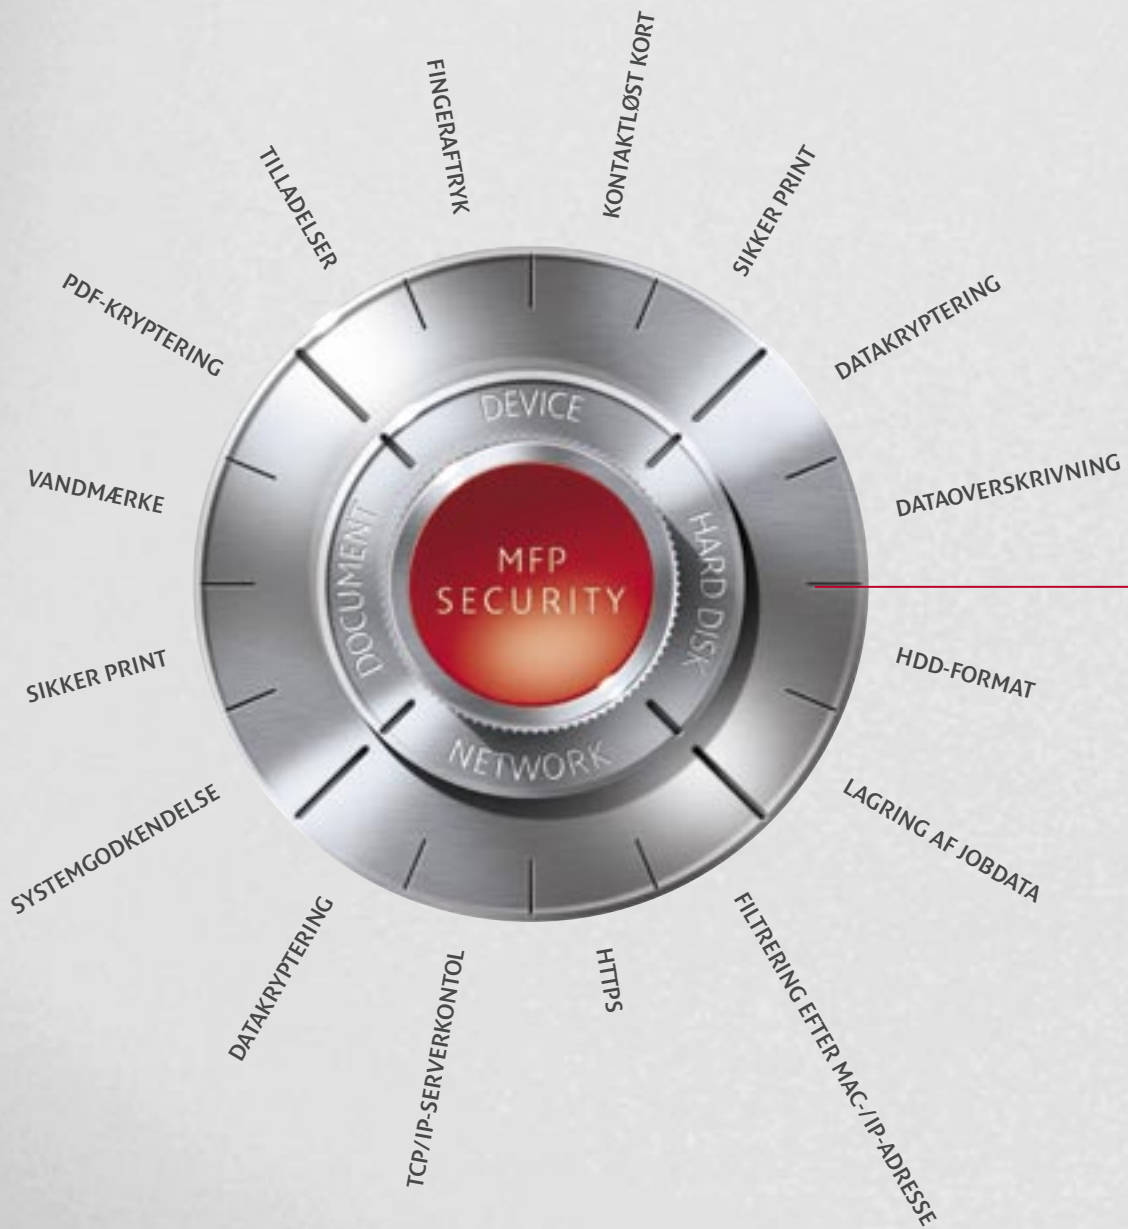 TILLADELSER
FINGERAFTRYK
KONTAKTLØST KORT
SIKKER PRINT
DATAKRYPTERING
DATAOVERSKRIVNING
HDD-FORMAT
LAGRING AF JOBDATA
FILTRERING EFTER MAC-/IP-ADRESSE
HTTPS
TCP/IP-SERVERKONTOL
DATAKRYPTERING
SYSTEMGODKENDELSE
SIKKER PRINT
VANDMÆRKE
PDF-KRYPTERING
DEVICE
HARD DISK
NETWORK
DOCUMENT
MFP
SECURITY